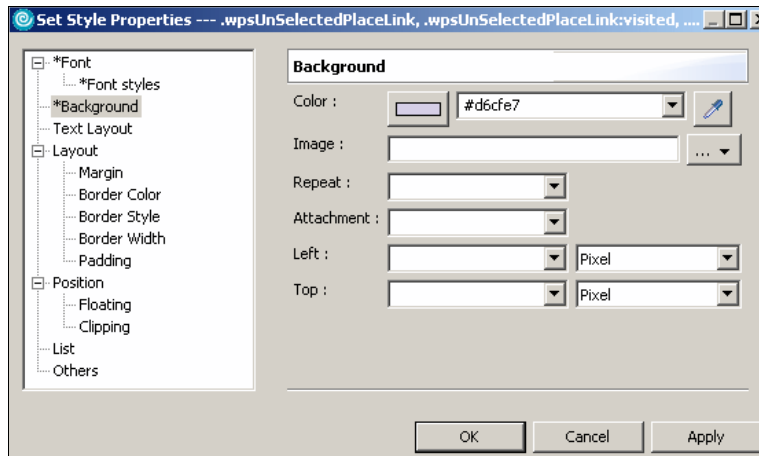 Set Style Properties --- .wpsUnSelectedPlaceLink, .wpsUnSelectedPlaceLink:visited, ....
*Font
*Font styles
*Background
Text Layout
Layout
Margin
Border Color
Border Style
Border Width
Padding
Position
Floating
Clipping
List
Others
Background
Color :
#d6cfe7
Image :
...
Repeat :
Attachment :
Left :
Pixel
Top :
Pixel
OK
Cancel
Apply